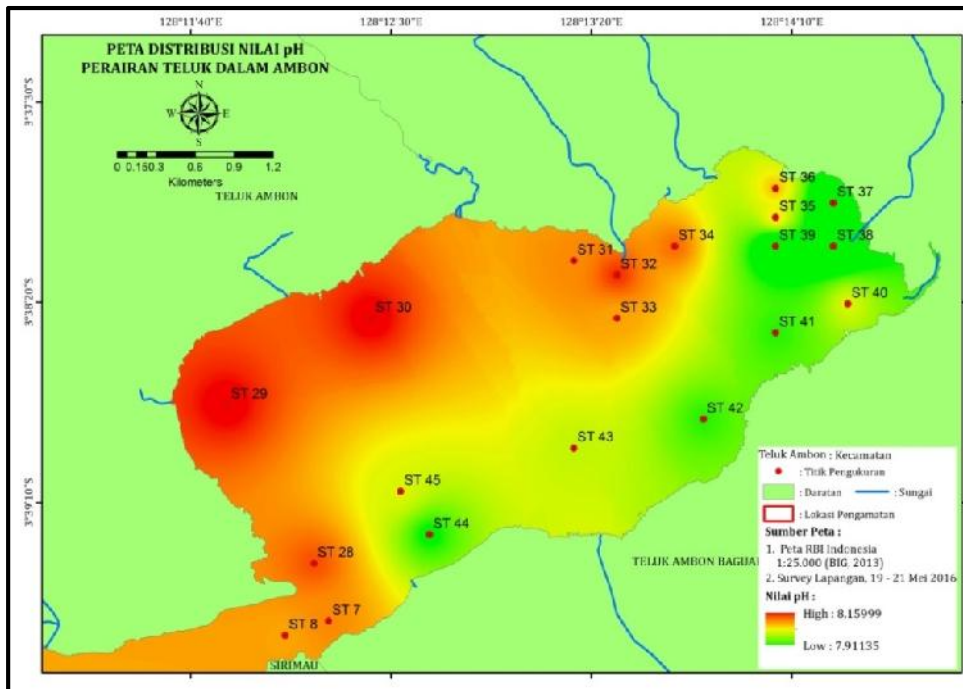 128°11'40"E 128°12'30"E 128°13'20"E 128°14'10"E
PETA DISTRIBUSI NILAI pH
PERAIRAN TELUK DALAM AMBON
N
W E
S
0 0.15 0.3 0.6 0.9 1.2
Kilometers
TELUK AMBON
3°37'30"S
3°38'20"S
3°39'10"S
ST 36
ST 37
ST 35
ST 34
ST 39
ST 38
ST 31
ST 32
ST 40
ST 30
ST 33
ST 41
ST 29
ST 42
ST 43
ST 45
ST 44
ST 28
ST 7
ST 8
SIRIMAU
TELUK AMBON BAGUA
Teluk Ambon : Kecamatan
: Titik Pengukuran
: Daratan : Sungai
: Lokasi Pengamatan
Sumber Peta :
1. Peta RBI Indonesia
1:25.000 (BIG, 2013)
2. Survey Lapangan, 19 - 21 Mei 2016
Nilai pH :
High : 8.15999
Low : 7.91135